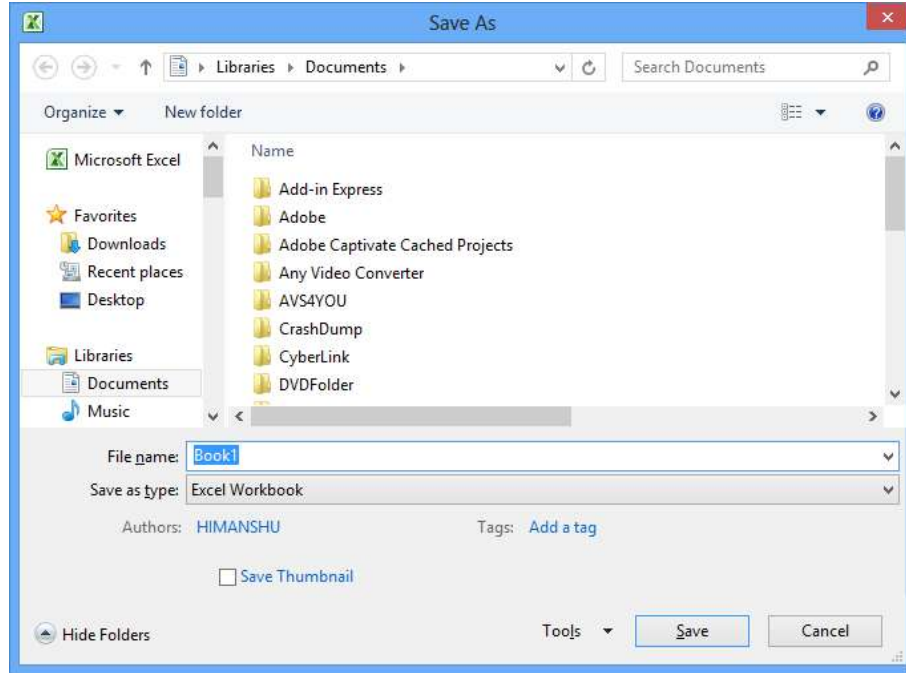 Save As
Libraries Documents Search Documents
Organize New folder
Microsoft Excel
Favorites
Downloads
Recent places
Desktop
Libraries
Documents
Music
Name
Add-in Express
Adobe
Adobe Captivate Cached Projects
Any Video Converter
AVS4YOU
CrashDump
CyberLink
DVDFolder
File name: Book1
Save as type: Excel Workbook
Authors: HIMANSHU Tags: Add a tag
Save Thumbnail
Hide Folders Tools Save Cancel